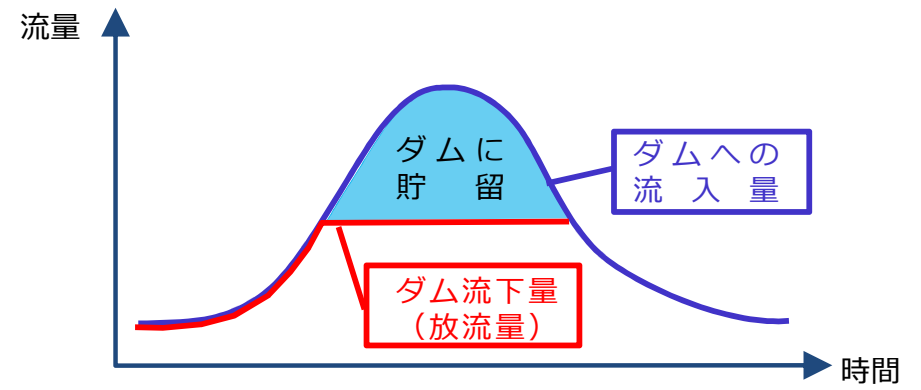 流量
ダムに
貯留
ダムへの
流入量
ダム流下量
（放流量）
時間